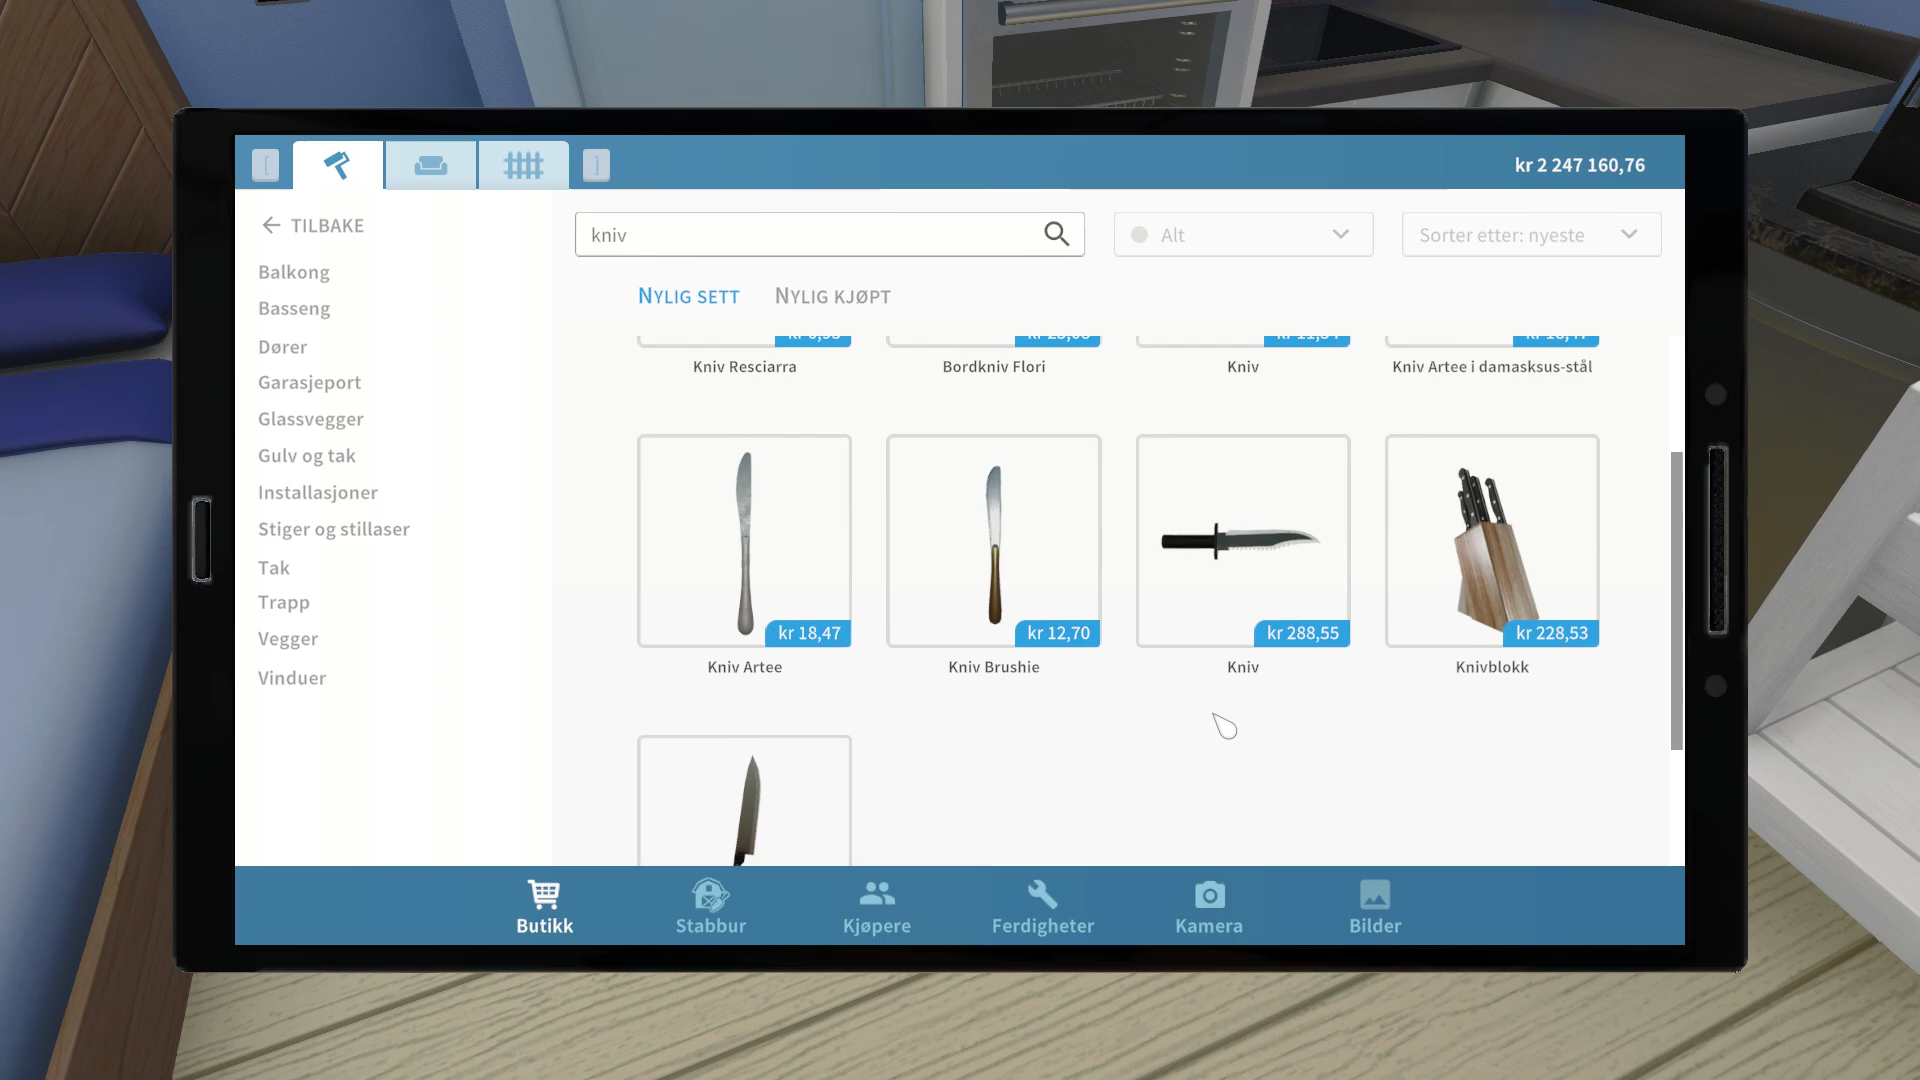 [
]
kr 2 247 160,76
TILBAKE
Balkong
Basseng
Dører
Garasjeport
Glassvegger
Gulv og tak
Installasjoner
Stiger og stillaser
Tak
Trapp
Vegger
Vinduer
kniv
Alt
Sorter etter: nyeste
NYLIG SETT
NYLIG KJØPT
Kniv Resciarra
Bordkniv Flori
Kniv
Kniv Artee i damasksus-stål
kr 18,47
kr 12,70
kr 288,55
kr 228,53
Kniv Artee
Kniv Brushie
Kniv
Knivblokk
Butikk
Stabbur
Kjøpere
Ferdigheter
Kamera
Bilder